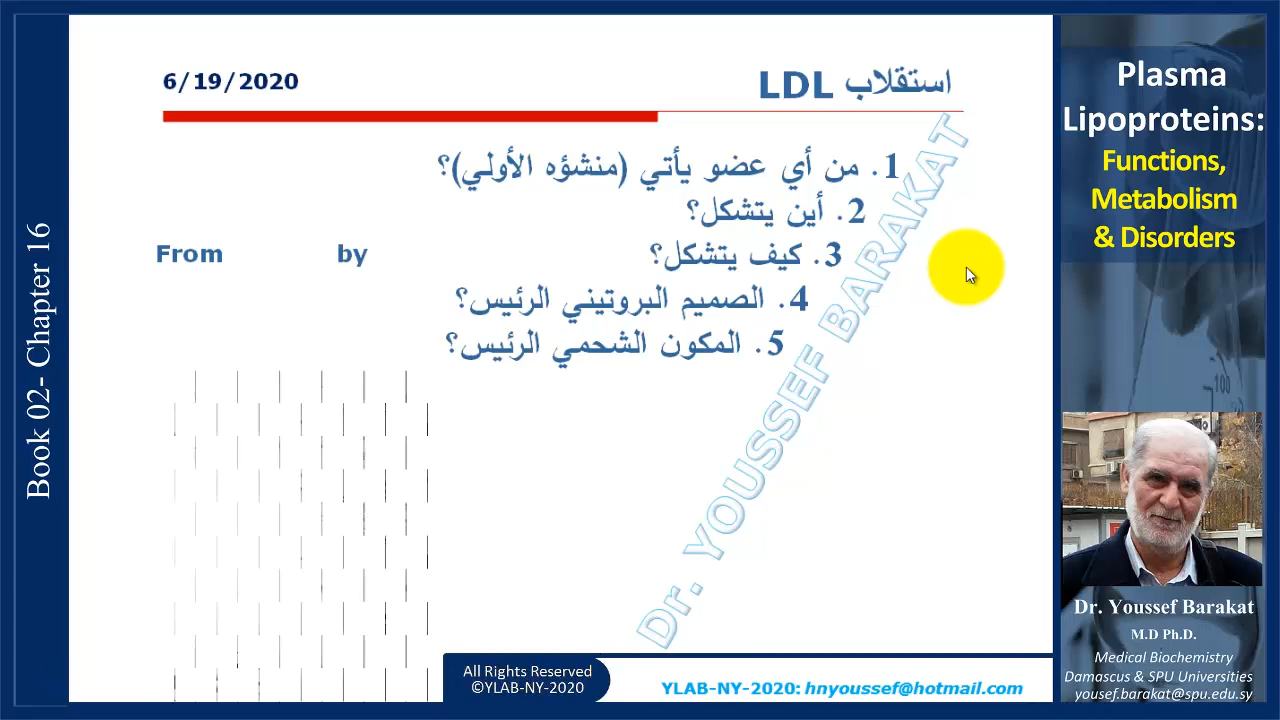 Book 02- Chapter 16
6/19/2020
استقلاب LDL
1. من أي عضو يأتي (منشؤه الأولي)؟
2. أين يتشكل؟
3. كيف يتشكل؟
From by
4. الصميم البروتيني الرئيس؟
5. المكون الشحمي الرئيس؟
Dr. YOUSSEF BARAKAT
All Rights Reserved
©YLAB-NY-2020
YLAB-NY-2020: hnyoussef@hotmail.com
Plasma
Lipoproteins:
Functions,
Metabolism
& Disorders
100
Dr. Youssef Barakat
M.D Ph.D.
Medical Biochemistry
Damascus & SPU Universities
yousef.barakat@spu.edu.sy